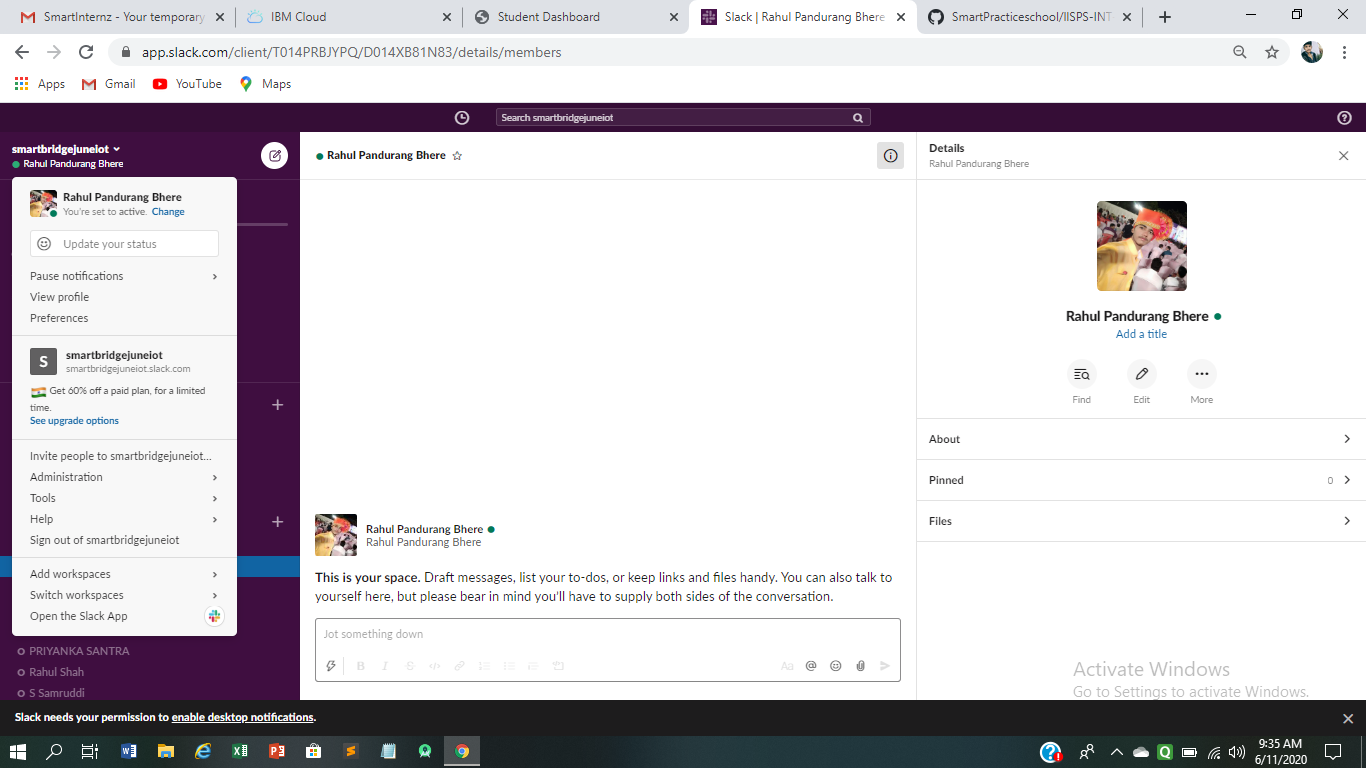 SmartInternz - Your temporary
IBM Cloud
Student Dashboard
Slack | Rahul Pandurang Bhere
SmartPracticeschool/IISPS-INT
app.slack.com/client/T014PRBJYPQ/D014XB81N83/details/members
Apps
Gmail
YouTube
Maps
Search smartbridgejuneiot
smartbridgejuneiot
Rahul Pandurang Bhere
Rahul Pandurang Bhere
You're set to active. Change
Update your status
Pause notifications
View profile
Preferences
S
smartbridgejuneiot
smartbridgejuneiot.slack.com
Get 60% off a paid plan, for a limited
time.
See upgrade options
Invite people to smartbridgejuneiot...
Administration
Tools
Help
Sign out of smartbridgejuneiot
Add workspaces
Switch workspaces
Open the Slack App
PRIYANKA SANTRA
Rahul Shah
S Samruddi
Rahul Pandurang Bhere
Rahul Pandurang Bhere
Rahul Pandurang Bhere
This is your space. Draft messages, list your to-dos, or keep links and files handy. You can also talk to
yourself here, but please bear in mind you'll have to supply both sides of the conversation.
Jot something down
Details
Rahul Pandurang Bhere
Rahul Pandurang Bhere
Add a title
Find
Edit
More
About
Pinned
0
Files
Activate Windows
Go to Settings to activate Windows.
Slack needs your permission to enable desktop notifications.
9:35 AM
6/11/2020